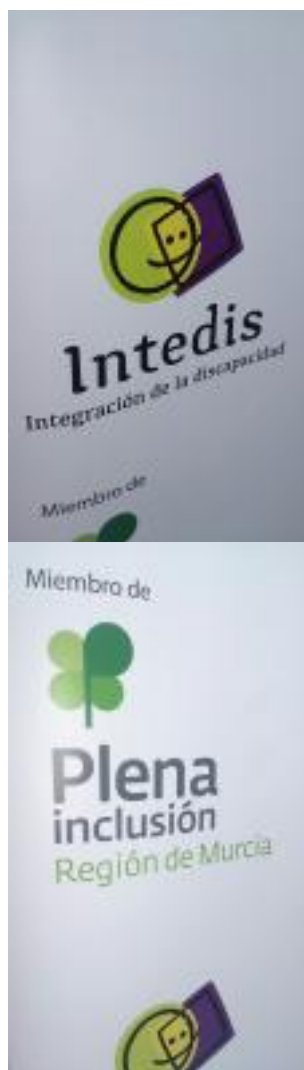 Intedis
Integración de la discapacidad
Miembro de
Miembro de
Plena
inclusión
Región de Murcia